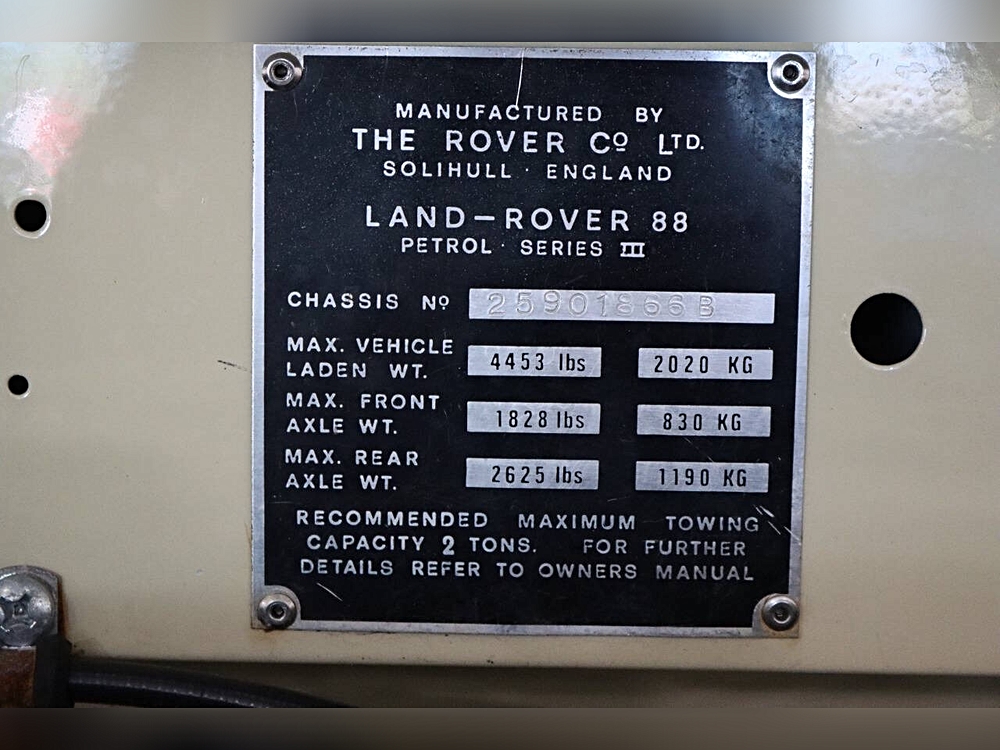 MANUFACTURED BY
THE ROVER Cº LTD.
SOLIHULL · ENGLAND
LAND-ROVER 88
PETROL · SERIES III
CHASSIS Nº 25901866B
MAX. VEHICLE
LADEN WT. 4453 lbs 2020 KG
MAX. FRONT
AXLE WT. 1828 lbs 830 KG
MAX. REAR
AXLE WT. 2625 lbs 1190 KG
RECOMMENDED MAXIMUM TOWING
CAPACITY 2 TONS. FOR FURTHER
DETAILS REFER TO OWNERS MANUAL